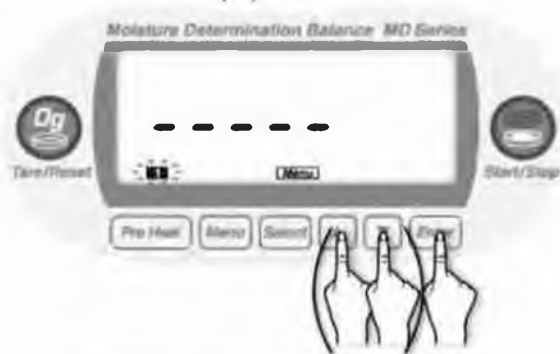 Moisture Determination Balance MD Series
0g
- - - - -
Tare/Reset
Start/Stop
Menu
Pre Heat Menu Select Enter